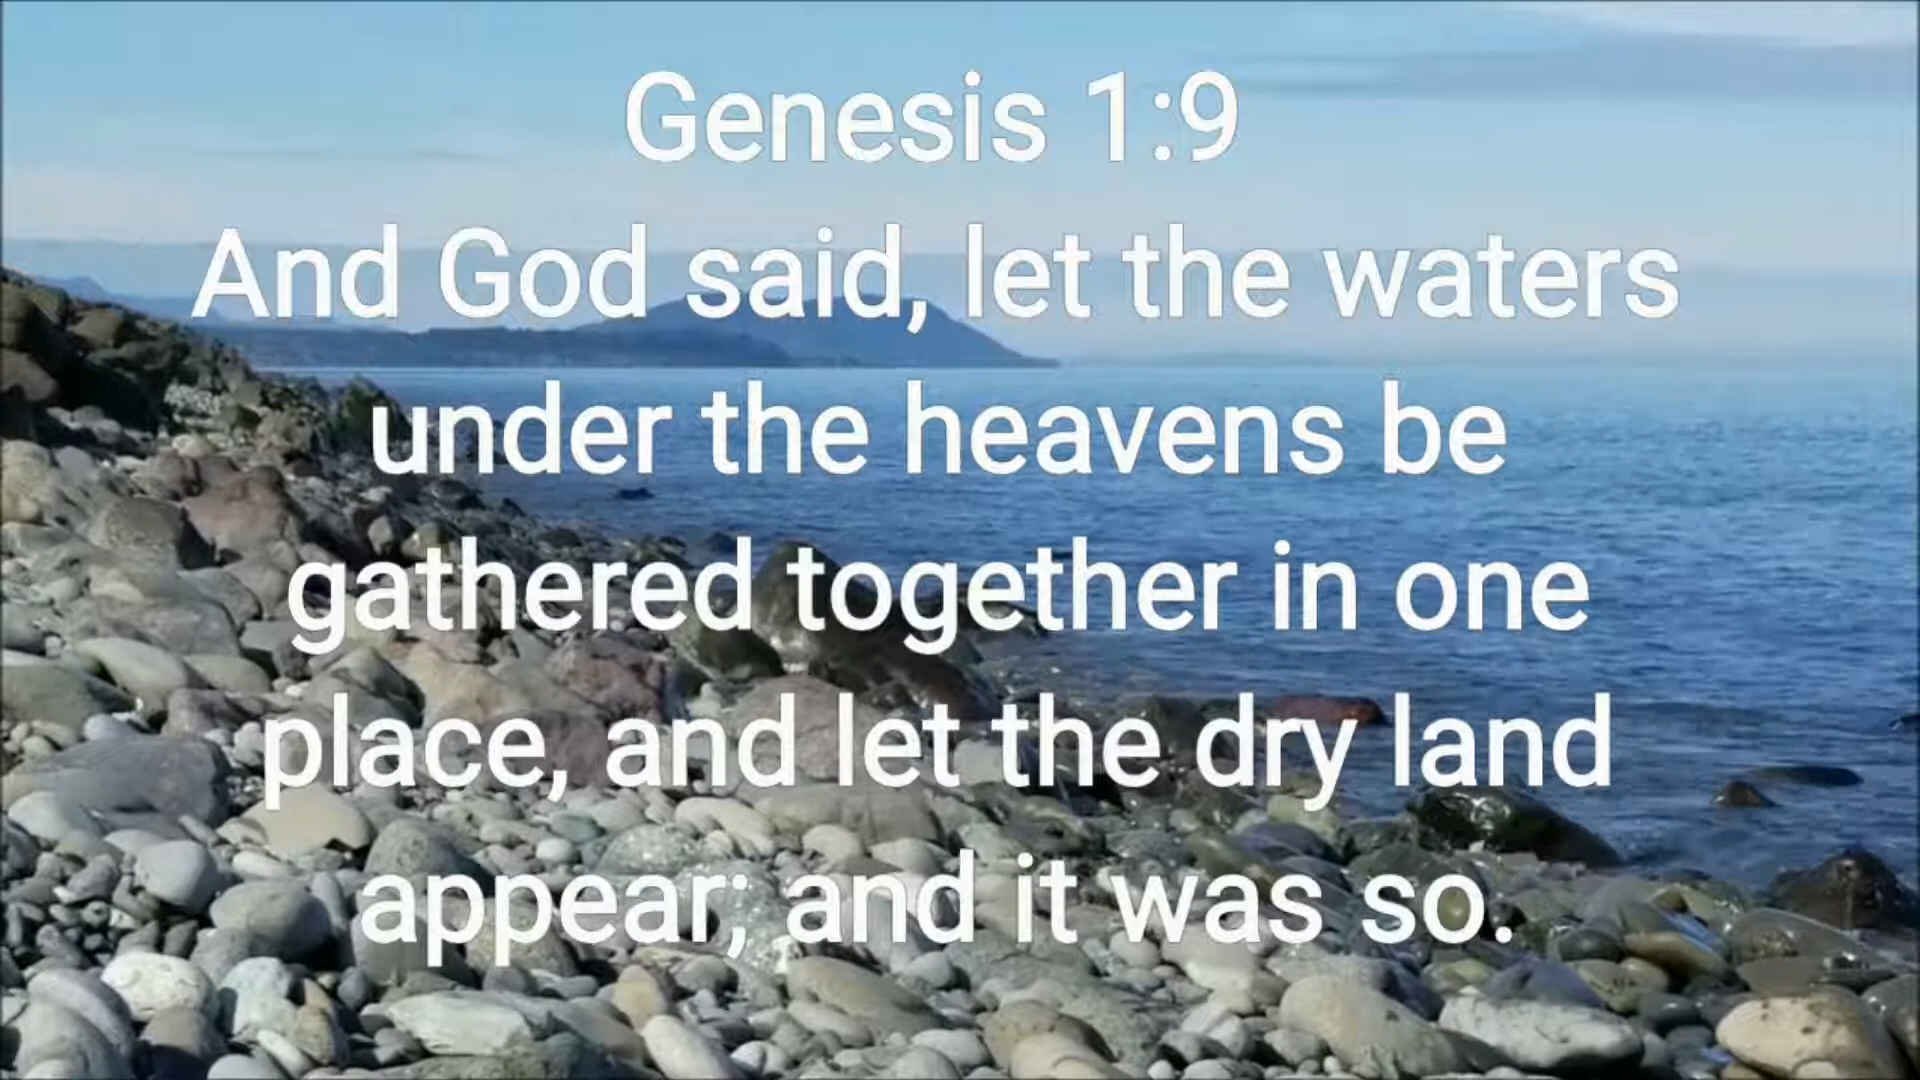 Genesis 1:9
And God said, let the waters
under the heavens be
gathered together in one
place, and let the dry land
appear; and it was so.